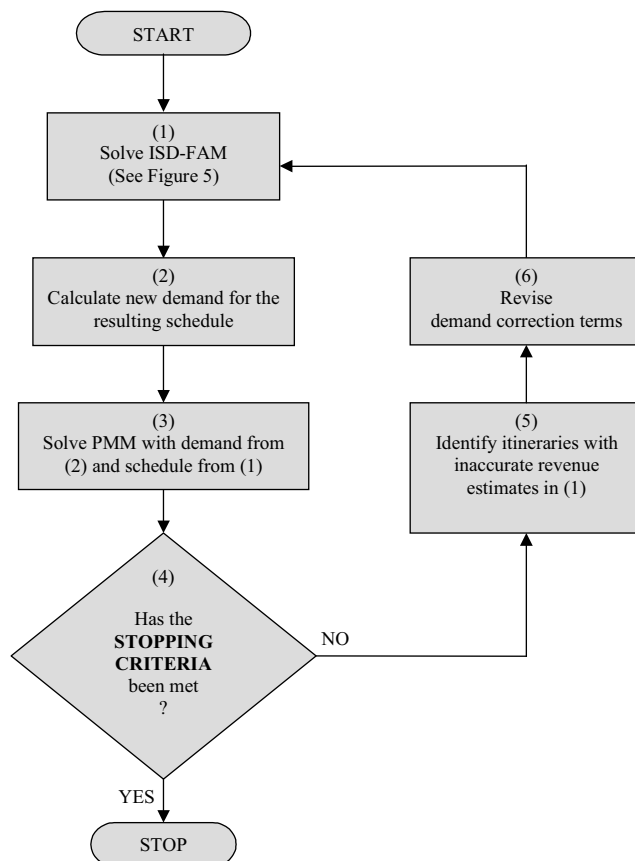 START
(1)
Solve ISD-FAM
(See Figure 5)
(2)
Calculate new demand for the
resulting schedule
(3)
Solve PMM with demand from
(2) and schedule from (1)
(4)
Has the
STOPPING
CRITERIA
been met
?
NO
YES
STOP
(5)
Identify itineraries with
inaccurate revenue
estimates in (1)
(6)
Revise
demand correction terms